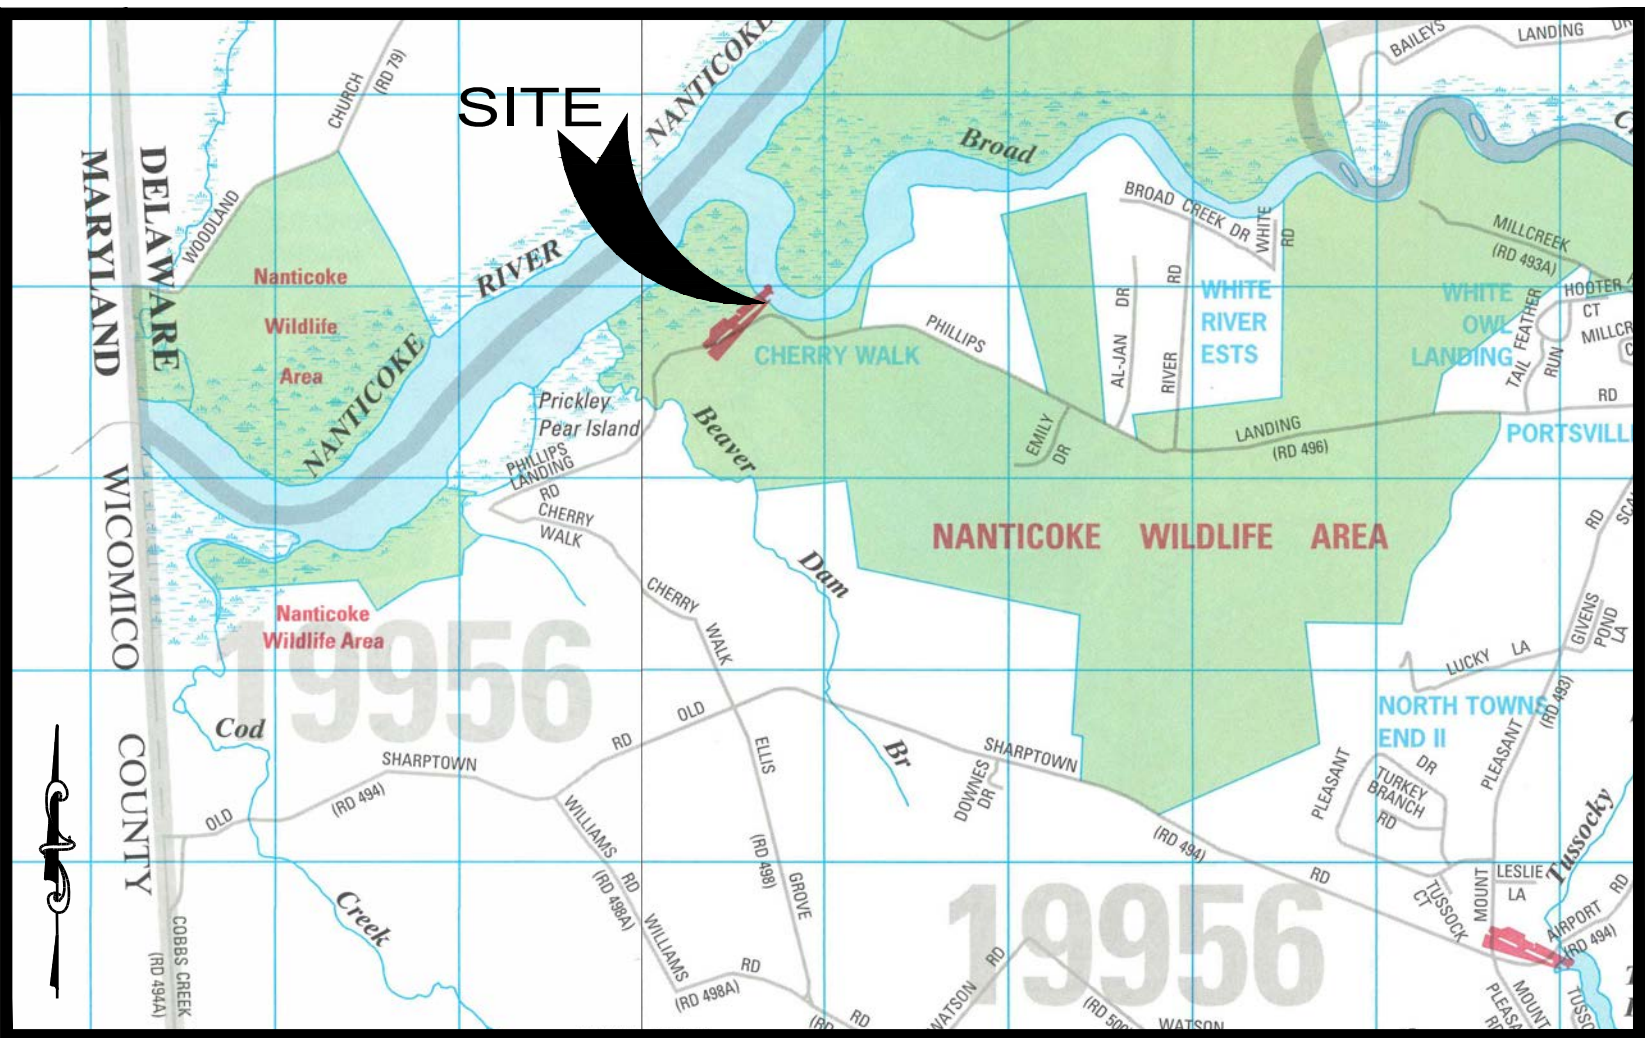 SITE
NANTICOKE
RIVER
NANTICOKE
CHURCH
(RD 79)
WOODLAND
DELAWARE
MARYLAND
WICOMICO
COUNTY
Nanticoke
Wildlife
Area
Broad
BAILEYS
LANDING
BROAD CREEK DR
WHITE
RD
RIVER
RD
AL-JAN
DR
WHITE
RIVER
ESTS
MILLCREEK
(RD 493A)
WHITE
OWL
LANDING
HOOTER
CT
TAIL FEATHER
RUN
RD
CHERRY WALK
PHILLIPS
EMILY
DR
LANDING
(RD 496)
Prickley
Pear Island
PHILLIPS
LANDING
RD
CHERRY
WALK
Beaver
Dam
Br
NANTICOKE WILDLIFE AREA
Nanticoke
Wildlife Area
19956
CHERRY
WALK
OLD
RD
SHARPTOWN
(RD 494)
OLD
Cod
Creek
COBBS CREEK
(RD 494A)
WILLIAMS
RD
(RD 498A)
WILLIAMS
RD
(RD 498A)
ELLIS
GROVE
(RD 498)
RD
SHARPTOWN
DOWNES
DR
(RD 494)
RD
19956
WATSON
RD
WATSON
RD
GIVENS
POND
LA
LUCKY LA
(RD 493)
NORTH TOWNS
END II
PLEASANT
PLEASANT
DR
TURKEY
BRANCH
RD
MOUNT
LESLIE
LA
TUSSOCK
CT
Tussocky
AIRPORT
RD
(RD 494)
MOUNT